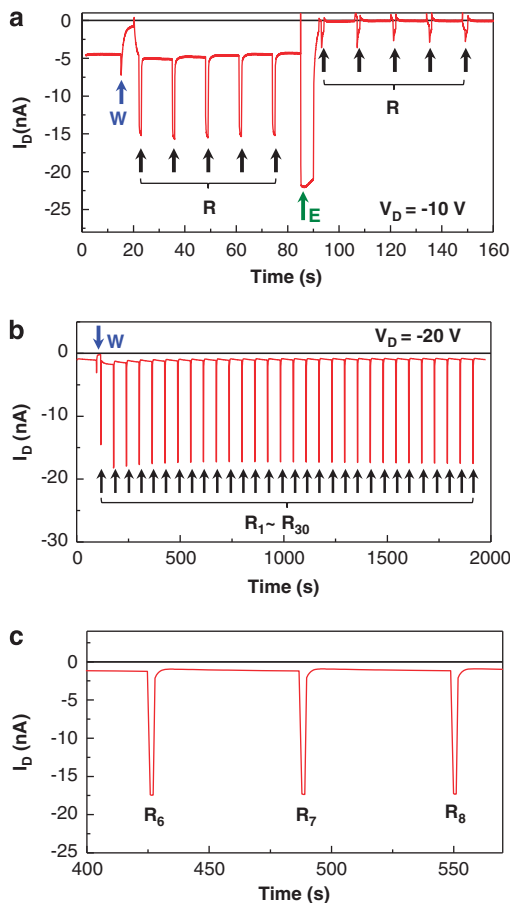 a
I_D(nA)
0
-5
-10
-15
-20
-25
W
R
R
E
V_D = -10 V
0 20 40 60 80 100 120 140 160
Time (s)
b
I_D (nA)
0
-10
-20
-30
W
V_D = -20 V
R_1~ R_30
0 500 1000 1500 2000
Time (s)
c
I_D (nA)
0
-5
-10
-15
-20
-25
R_6 R_7 R_8
400 450 500 550
Time (s)